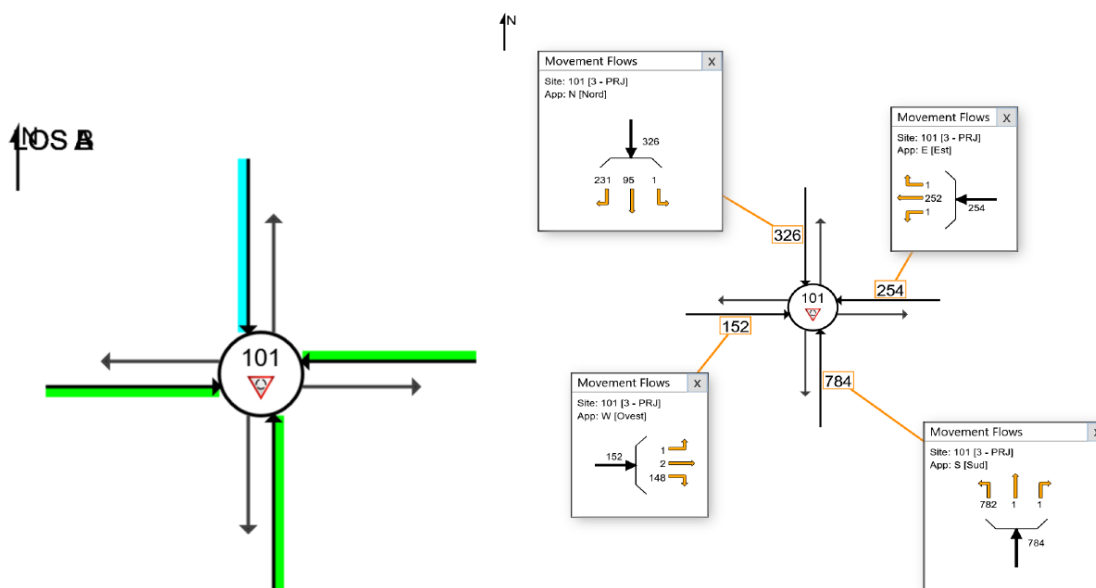 N
LOS A
101
N
Movement Flows X
Site: 101 [3 - PRJ]
App: N [Nord]
326
231 95 1
Movement Flows X
Site: 101 [3 - PRJ]
App: E [Est]
1
252
1
254
326
254
101
152
784
Movement Flows X
Site: 101 [3 - PRJ]
App: W [Ovest]
152
1
2
148
Movement Flows X
Site: 101 [3 - PRJ]
App: S [Sud]
782 1 1
784